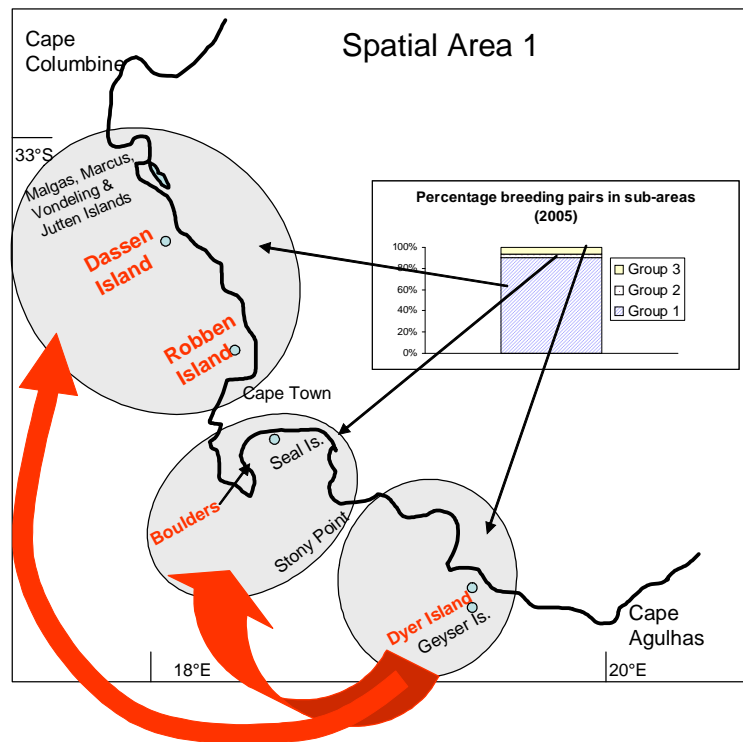 Cape
Columbine
Spatial Area 1
33°S
Malgas, Marcus,
Vondeling &
Jutten Islands
Dassen
Island
Robben
Island
Percentage breeding pairs in sub-areas
(2005)
100%
80%
60%
40%
20%
0%
Group 3
Group 2
Group 1
Cape Town
Seal Is.
Boulders
Stony Point
Dyer Island
Geyser Is.
Cape
Agulhas
18°E
20°E